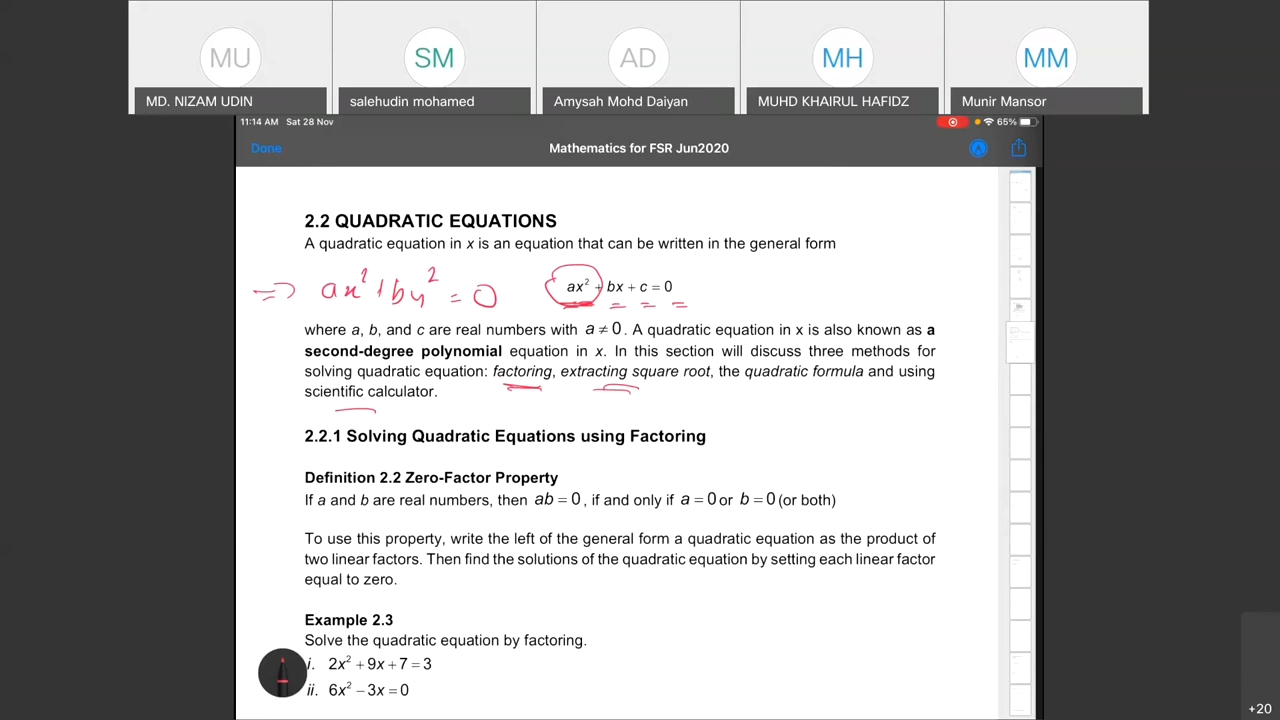 MU SM AD MH MM
MD. NIZAM UDIN salehudin mohamed Amysah Mohd Daiyan MUHD KHAIRUL HAFIDZ Munir Mansor
11:14 AM Sat 28 Nov 65%
Done Mathematics for FSR Jun2020
2.2 QUADRATIC EQUATIONS
A quadratic equation in x is an equation that can be written in the general form
⇒ ax² + by² = 0 ax² + bx + c = 0
where a, b, and c are real numbers with a ≠ 0. A quadratic equation in x is also known as a
second-degree polynomial equation in x. In this section will discuss three methods for
solving quadratic equation: factoring, extracting square root, the quadratic formula and using
scientific calculator.
2.2.1 Solving Quadratic Equations using Factoring
Definition 2.2 Zero-Factor Property
If a and b are real numbers, then ab = 0, if and only if a = 0 or b = 0 (or both)
To use this property, write the left of the general form a quadratic equation as the product of
two linear factors. Then find the solutions of the quadratic equation by setting each linear factor
equal to zero.
Example 2.3
Solve the quadratic equation by factoring.
i. 2x² + 9x + 7 = 3
ii. 6x² − 3x = 0
+20